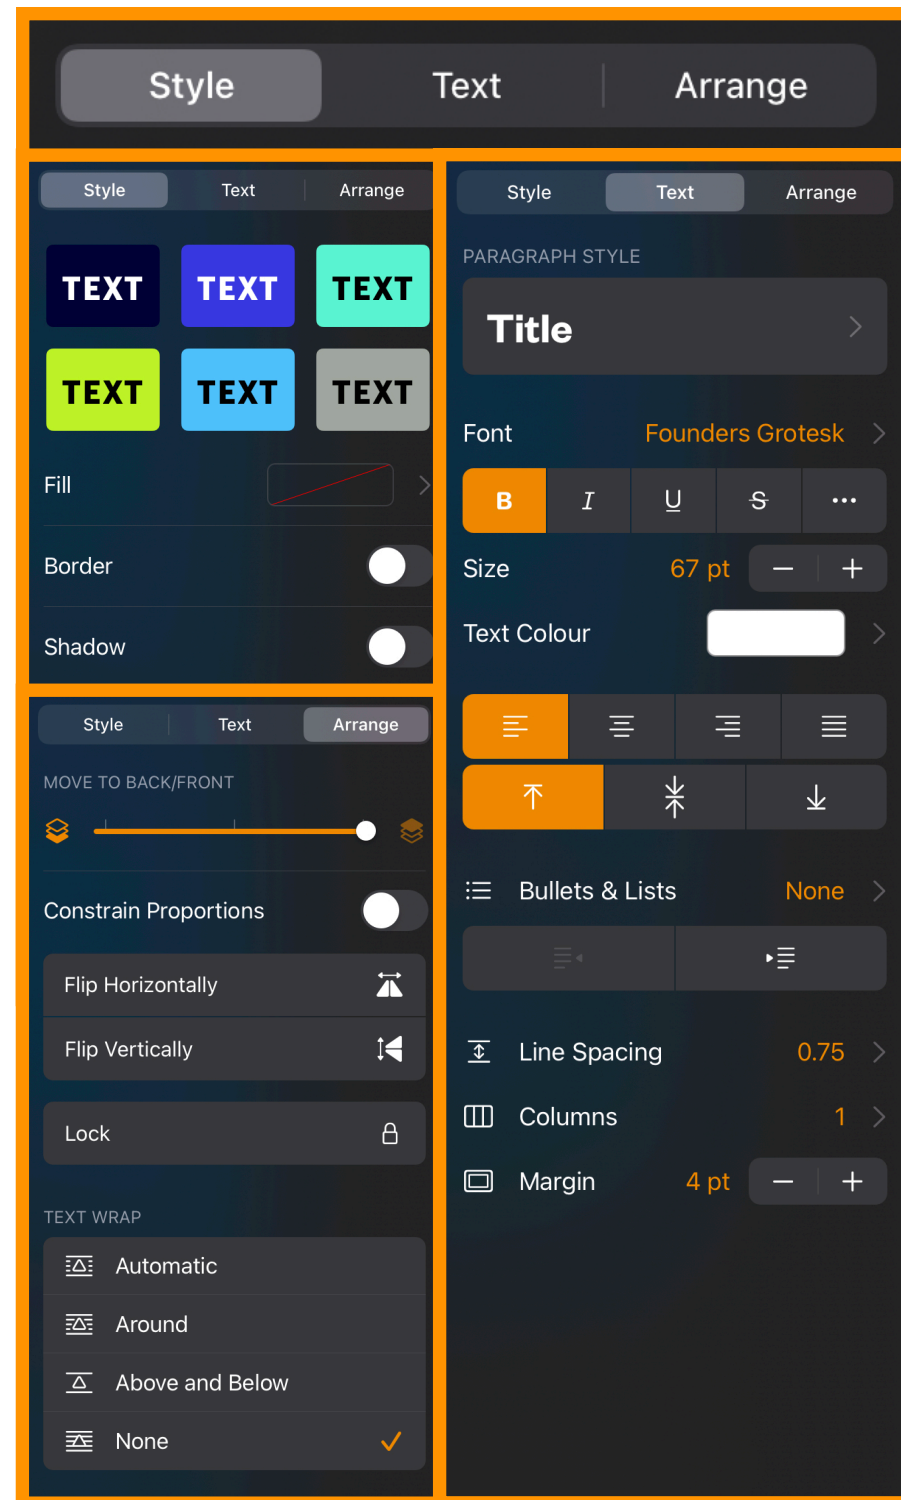 Style Text Arrange
Style Text Arrange
TEXT TEXT TEXT
TEXT TEXT TEXT
Fill
Border
Shadow
Style Text Arrange
MOVE TO BACK/FRONT
Constrain Proportions
Flip Horizontally
Flip Vertically
Lock
TEXT WRAP
Automatic
Around
Above and Below
None
Style Text Arrange
PARAGRAPH STYLE
Title
Font Founders Grotesk
B I U S
Size 67 pt
Text Colour
Bullets & Lists None
Line Spacing 0.75
Columns 1
Margin 4 pt